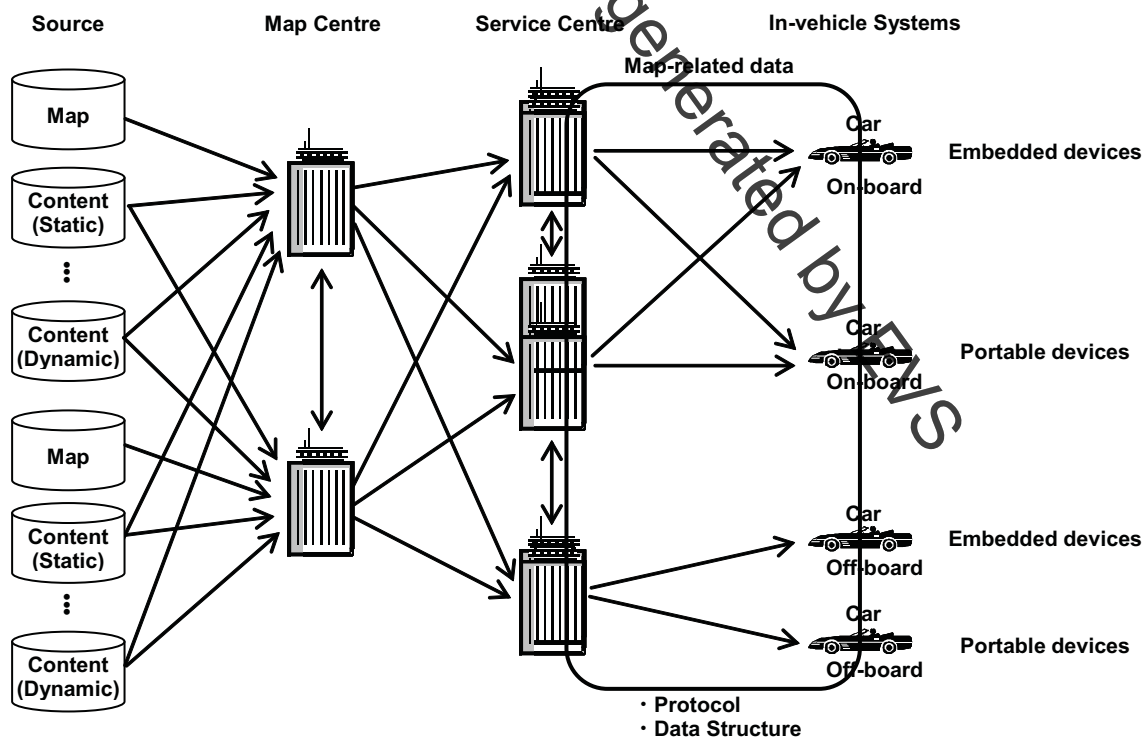 Source Map Centre Service Centre In-vehicle Systems
Map-related data
Map
Content
(Static)
Content
(Dynamic)
Map
Content
(Static)
Content
(Dynamic)
Car
On-board
Embedded devices
Car
On-board
Portable devices
Car
Off-board
Embedded devices
Car
Off-board
Portable devices
· Protocol
· Data Structure
generated by EVS